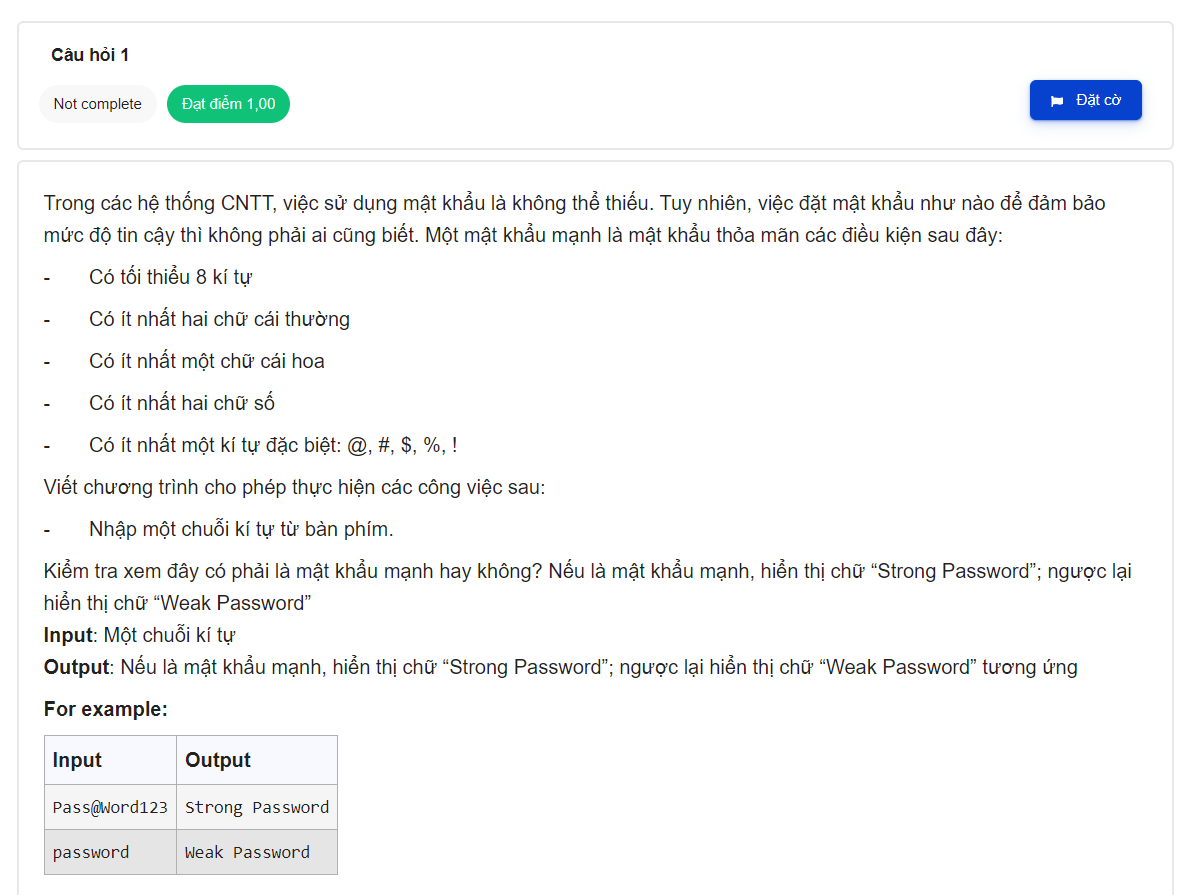 Câu hỏi 1
Not complete
Đạt điểm 1,00
Đặt cờ
Trong các hệ thống CNTT, việc sử dụng mật khẩu là không thể thiếu. Tuy nhiên, việc đặt mật khẩu như nào để đảm bảo
mức độ tin cậy thì không phải ai cũng biết. Một mật khẩu mạnh là mật khẩu thỏa mãn các điều kiện sau đây:
- Có tối thiểu 8 kí tự
- Có ít nhất hai chữ cái thường
- Có ít nhất một chữ cái hoa
- Có ít nhất hai chữ số
- Có ít nhất một kí tự đặc biệt: @, #, $, %, !
Viết chương trình cho phép thực hiện các công việc sau:
- Nhập một chuỗi kí tự từ bàn phím.
Kiểm tra xem đây có phải là mật khẩu mạnh hay không? Nếu là mật khẩu mạnh, hiển thị chữ “Strong Password”; ngược lại
hiển thị chữ “Weak Password”
Input: Một chuỗi kí tự
Output: Nếu là mật khẩu mạnh, hiển thị chữ “Strong Password”; ngược lại hiển thị chữ “Weak Password” tương ứng
For example:
Input Output
Pass@Word123 Strong Password
password Weak Password